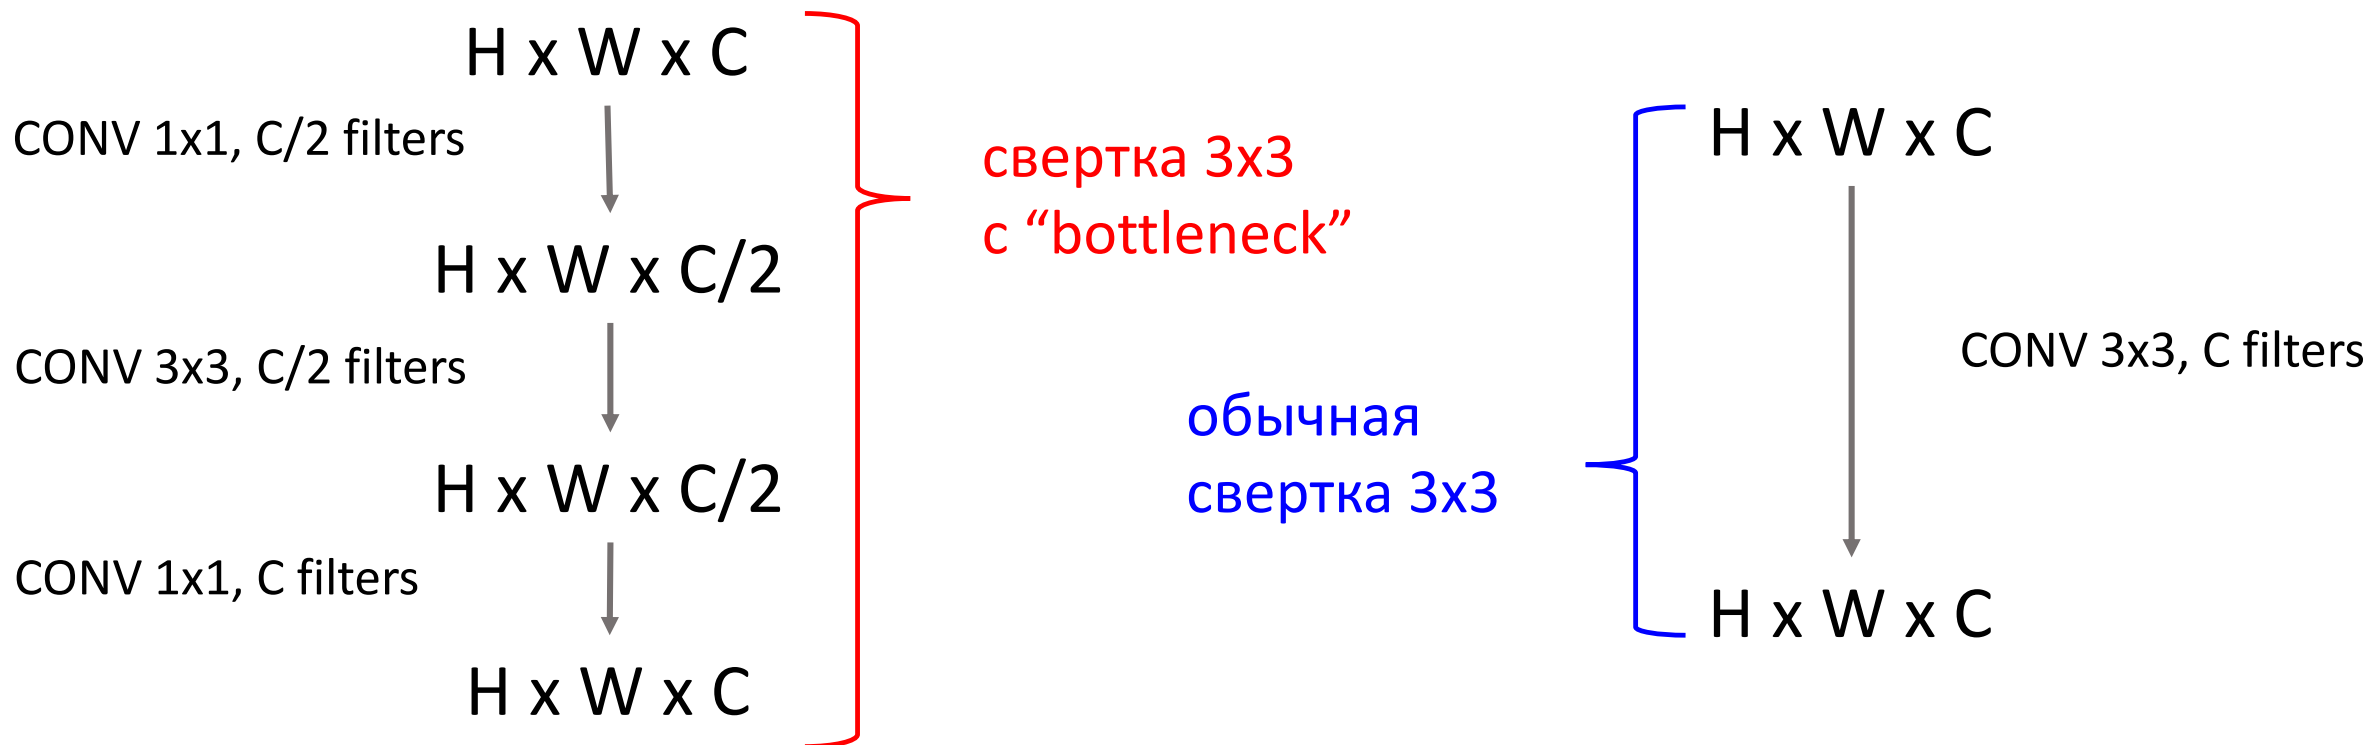 H x W x C
CONV 1x1, C/2 filters
H x W x C/2
CONV 3x3, C/2 filters
H x W x C/2
CONV 1x1, C filters
H x W x C
свертка 3x3
с “bottleneck”
обычная
свертка 3x3
H x W x C
CONV 3x3, C filters
H x W x C